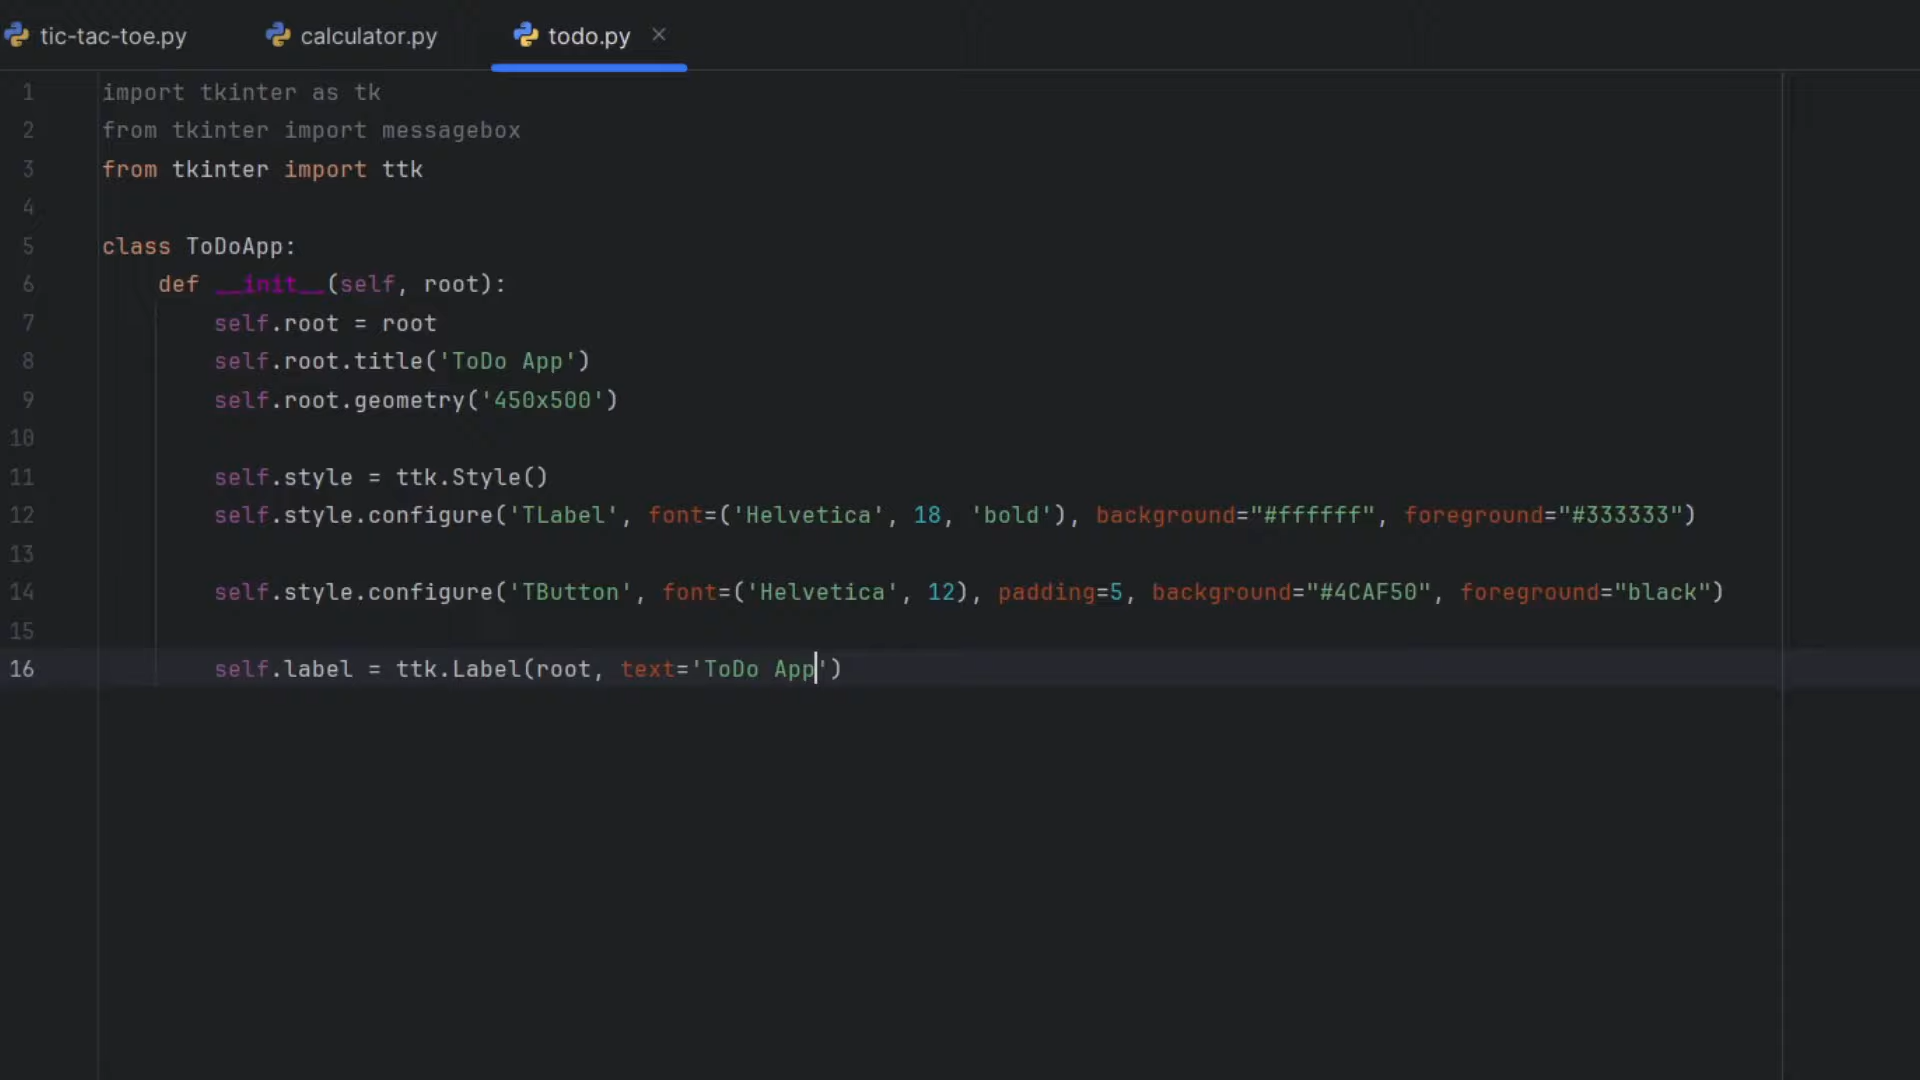 tic-tac-toe.py calculator.py todo.py
1 import tkinter as tk
2 from tkinter import messagebox
3 from tkinter import ttk
4
5 class ToDoApp:
6 def __init__(self, root):
7 self.root = root
8 self.root.title('ToDo App')
9 self.root.geometry('450x500')
10
11 self.style = ttk.Style()
12 self.style.configure('TLabel', font=('Helvetica', 18, 'bold'), background="#ffffff", foreground="#333333")
13
14 self.style.configure('TButton', font=('Helvetica', 12), padding=5, background="#4CAF50", foreground="black")
15
16 self.label = ttk.Label(root, text='ToDo App')